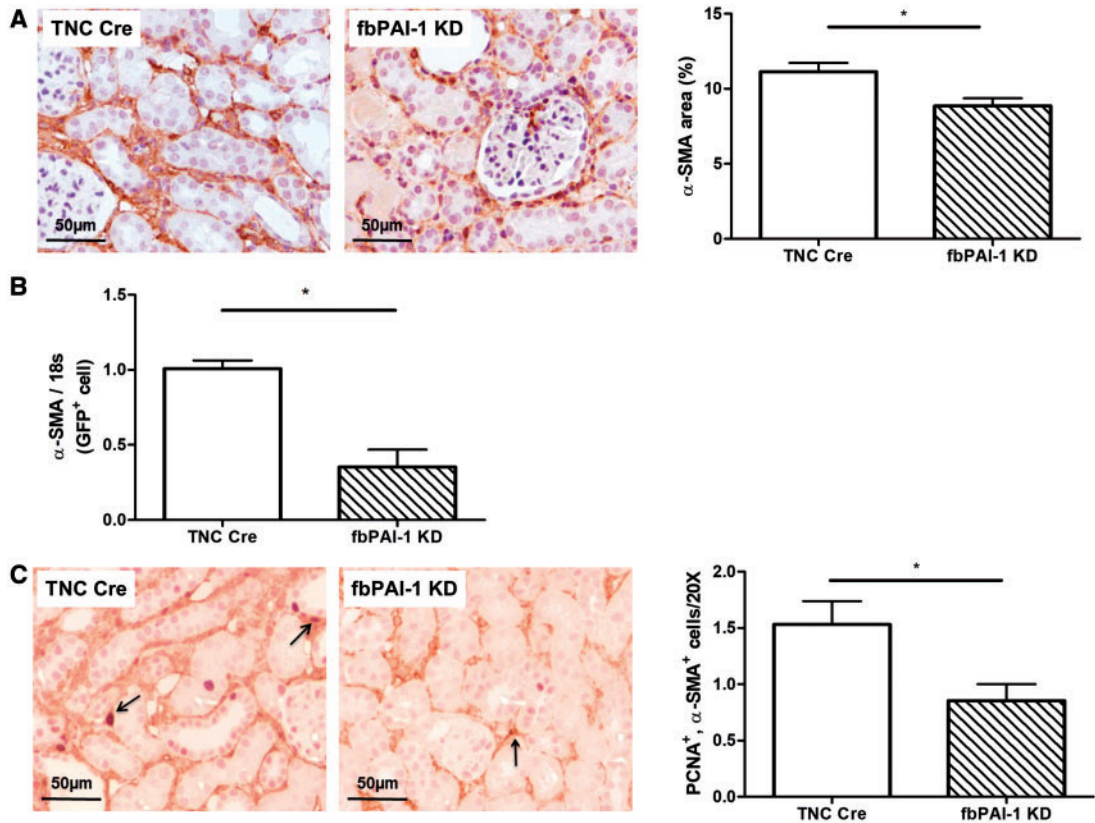 A
TNC Cre
50µm
fbPAI-1 KD
50µm
α-SMA area (%)
15
10
5
0
*
TNC Cre
fbPAI-1 KD
B
α-SMA / 18s
(GFP⁺ cell)
1.5
1.0
0.5
0.0
*
TNC Cre
fbPAI-1 KD
C
TNC Cre
50µm
fbPAI-1 KD
50µm
PCNA⁺, α-SMA⁺ cells/20X
2.0
1.5
1.0
0.5
0.0
*
TNC Cre
fbPAI-1 KD